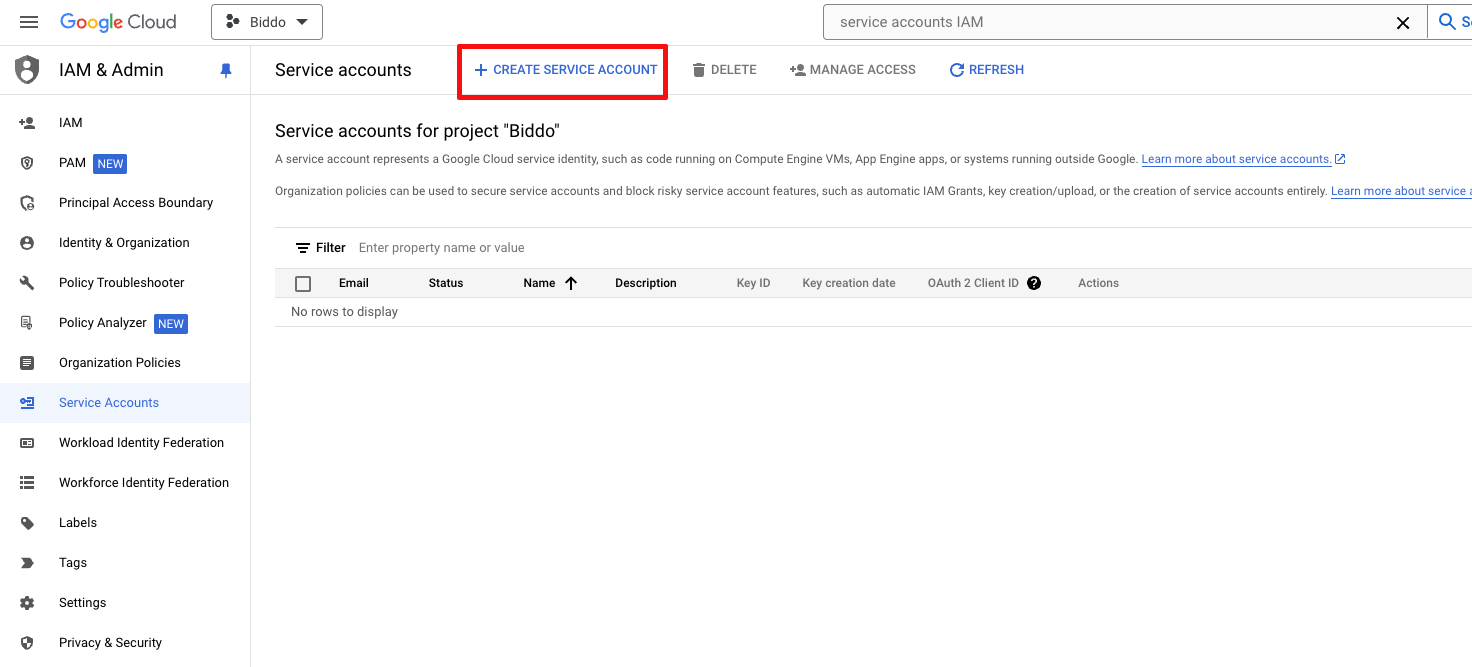 Google Cloud
Biddo
service accounts IAM
IAM & Admin
Service accounts
CREATE SERVICE ACCOUNT
DELETE
MANAGE ACCESS
REFRESH
IAM
PAM NEW
Principal Access Boundary
Identity & Organization
Policy Troubleshooter
Policy Analyzer NEW
Organization Policies
Service Accounts
Workload Identity Federation
Workforce Identity Federation
Labels
Tags
Settings
Privacy & Security
Service accounts for project "Biddo"
A service account represents a Google Cloud service identity, such as code running on Compute Engine VMs, App Engine apps, or systems running outside Google. Learn more about service accounts.
Organization policies can be used to secure service accounts and block risky service account features, such as automatic IAM Grants, key creation/upload, or the creation of service accounts entirely. Learn more about service
Filter Enter property name or value
Email Status Name Description Key ID Key creation date OAuth 2 Client ID Actions
No rows to display